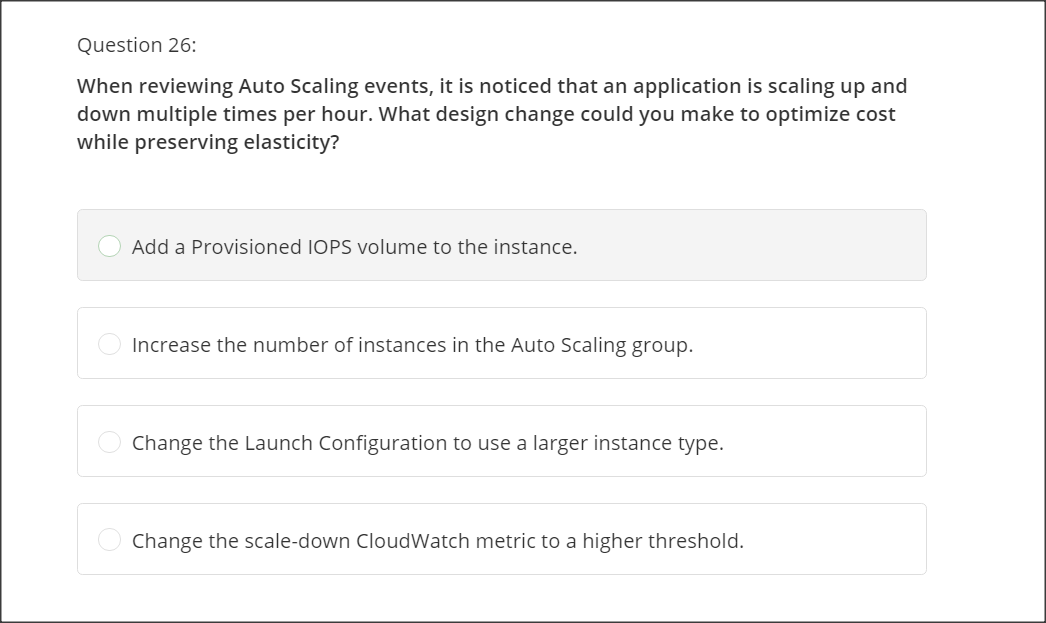 Question 26:
When reviewing Auto Scaling events, it is noticed that an application is scaling up and
down multiple times per hour. What design change could you make to optimize cost
while preserving elasticity?
Add a Provisioned IOPS volume to the instance.
Increase the number of instances in the Auto Scaling group.
Change the Launch Configuration to use a larger instance type.
Change the scale-down CloudWatch metric to a higher threshold.